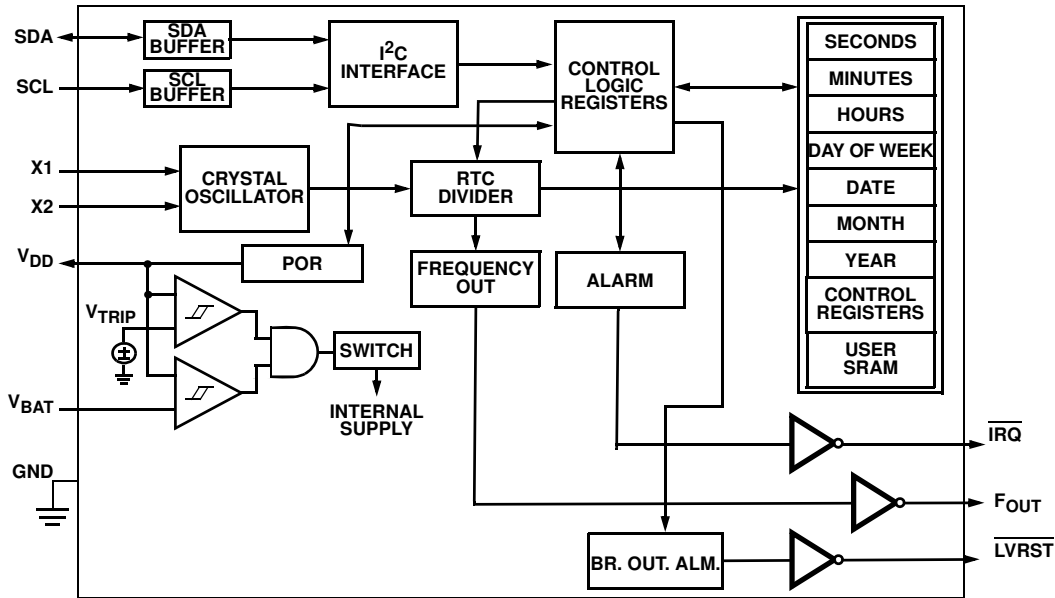 SDA
SDA
BUFFER
SCL
SCL
BUFFER
I²C
INTERFACE
CONTROL
LOGIC
REGISTERS
SECONDS
MINUTES
HOURS
DAY OF WEEK
DATE
MONTH
YEAR
CONTROL
REGISTERS
USER
SRAM
X1
X2
CRYSTAL
OSCILLATOR
RTC
DIVIDER
VDD
POR
FREQUENCY
OUT
ALARM
VTRIP
SWITCH
INTERNAL
SUPPLY
VBAT
IRQ
GND
FOUT
BR. OUT. ALM.
LVRST